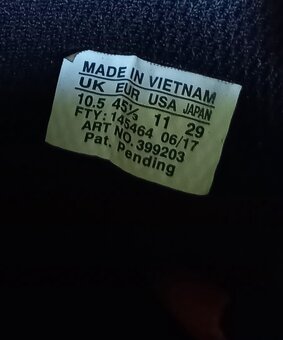 MADE IN VIETNAM
UK EUR USA JAPAN
10.5 45⅓ 11 29
FTY: 145464 06/17
ART NO. 399203
Pat. Pending